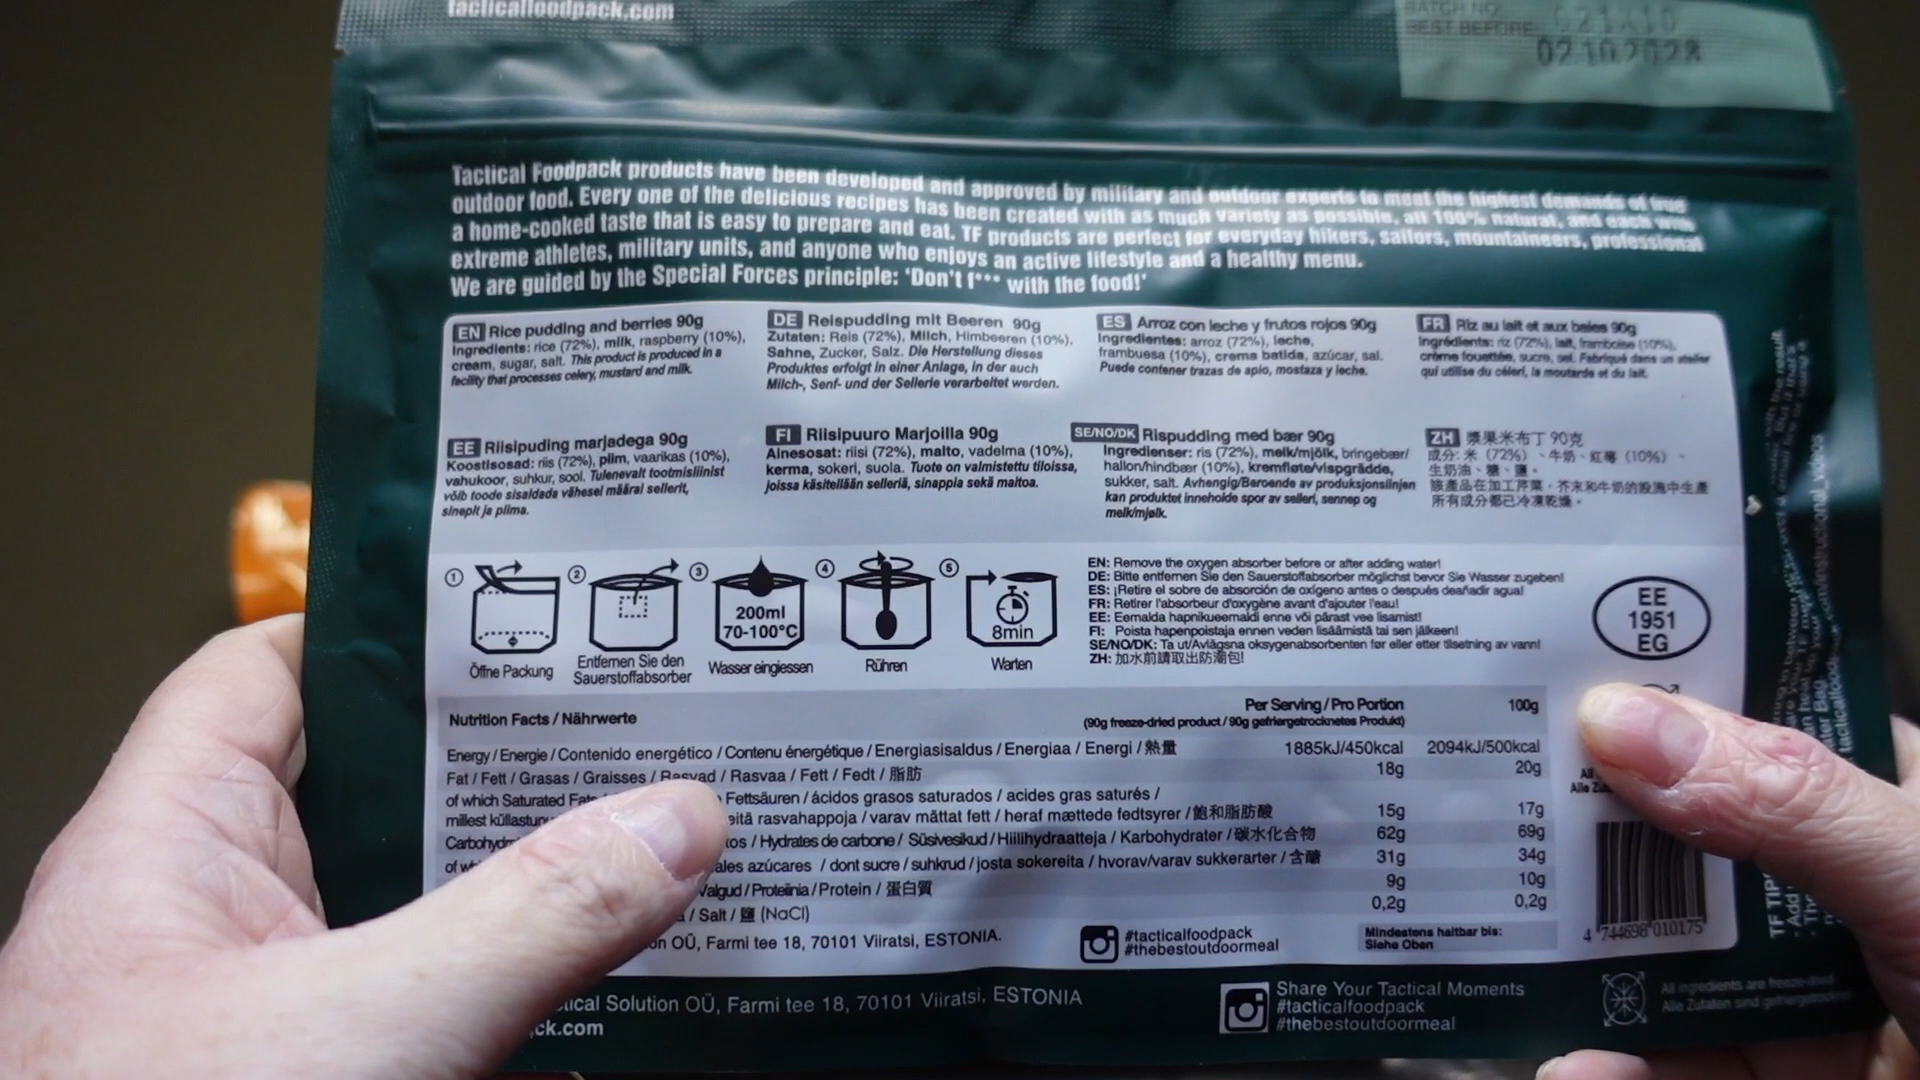 tacticalfoodpack.com
BATCH NO
BEST BEFORE
02.10.2028
Tactical Foodpack products have been developed and approved by military and outdoor experts to meet the highest demands of true
outdoor food. Every one of the delicious recipes has been created with as much variety as possible, all 100% natural, and each with
a home-cooked taste that is easy to prepare and eat. TF products are perfect for everyday hikers, sailors, mountaineers, professional
extreme athletes, military units, and anyone who enjoys an active lifestyle and a healthy menu.
We are guided by the Special Forces principle: 'Don't f*** with the food!'
EN Rice pudding and berries 90g
Ingredients: rice (72%), milk, raspberry (10%),
cream, sugar, salt. This product is produced in a
facility that processes celery, mustard and milk.
DE Reispudding mit Beeren 90g
Zutaten: Reis (72%), Milch, Himbeeren (10%),
Sahne, Zucker, Salz. Die Herstellung dieses
Produktes erfolgt in einer Anlage, in der auch
Milch-, Senf- und der Sellerie verarbeitet werden.
ES Arroz con leche y frutos rojos 90g
Ingredientes: arroz (72%), leche,
frambuesa (10%), crema batida, azúcar, sal.
Puede contener trazas de apio, mostaza y leche.
FR Riz au lait et aux baies 90g
Ingrédients: riz (72%), lait, framboise (10%),
crème fouettée, sucre, sel. Fabriqué dans un atelier
qui utilise du céleri, la moutarde et du lait.
EE Riisipuding marjadega 90g
Koostisosad: riis (72%), piim, vaarikas (10%),
vahukoor, suhkur, sool. Tulenevalt tootmisliinist
võib toode sisaldada vähesel määral sellerit,
sinepit ja piima.
FI Riisipuuro Marjoilla 90g
Ainesosat: riisi (72%), maito, vadelma (10%),
kerma, sokeri, suola. Tuote on valmistettu tiloissa,
joissa käsitellään selleriä, sinappia sekä maitoa.
SE/NO/DK Rispudding med bær 90g
Ingredienser: ris (72%), melk/mjölk, bringebær/
hallon/hindbær (10%), kremfløte/vispgrädde,
sukker, salt. Avhengig/Beroende av produksjonslinjen
kan produktet inneholde spor av selleri, sennep og
melk/mjølk.
ZH 漿果米布丁 90克
成分: 米 (72%) 、牛奶、紅莓 (10%) 、
生奶油、糖、鹽。
該產品在加工芹菜,芥末和牛奶的設施中生產
所有成分都已冷凍乾燥。
1 2 3 4 5
200ml
70-100°C
8min
Öffne Packung
Entfernen Sie den
Sauerstoffabsorber
Wasser eingiessen
Rühren
Warten
EN: Remove the oxygen absorber before or after adding water!
DE: Bitte entfernen Sie den Sauerstoffabsorber möglichst bevor Sie Wasser zugeben!
ES: ¡Retire el sobre de absorción de oxígeno antes o después deañadir agua!
FR: Retirer l'absorbeur d'oxygène avant d'ajouter l'eau!
EE: Eemalda hapnikueemaldi enne või pärast vee lisamist!
FI: Poista hapenpoistaja ennen veden lisäämistä tai sen jälkeen!
SE/NO/DK: Ta ut/Avlägsna oksygenabsorbenten før eller etter tilsetning av vann!
ZH: 加水前請取出防潮包!
EE
1951
EG
Nutrition Facts / Nährwerte
Per Serving / Pro Portion 100g
(90g freeze-dried product / 90g gefriergetrocknetes Produkt)
Energy / Energie / Contenido energético / Contenu énergétique / Energiasisaldus / Energiaa / Energi / 熱量 1885kJ/450kcal 2094kJ/500kcal
Fat / Fett / Grasas / Graisses / Rasvad / Rasvaa / Fett / Fedt / 脂肪 18g 20g
of which Saturated Fettsäuren / ácidos grasos saturados / acides gras saturés /
millest rasvahappoja / varav mättat fett / heraf mættede fedtsyrer / 飽和脂肪酸 15g 17g
/ Hydrates de carbone / Süsivesikud / Hiilihydraatteja / Karbohydrater / 碳水化合物 62g 69g
of azúcares / dont sucre / suhkrud / josta sokereita / hvorav/varav sukkerarter / 含醣 31g 34g
Valgud / Proteiinia / Protein / 蛋白質 9g 10g
/ Salt / 鹽 (NaCl) 0,2g 0,2g
OÜ, Farmi tee 18, 70101 Viiratsi, ESTONIA.
#tacticalfoodpack
#thebestoutdoormeal
Mindestens haltbar bis:
Siehe Oben
4 744698 010175
Solution OÜ, Farmi tee 18, 70101 Viiratsi, ESTONIA
Share Your Tactical Moments
#tacticalfoodpack
#thebestoutdoormeal
All ingredients are freeze-dried
Alle Zutaten sind gefriergetrocknet